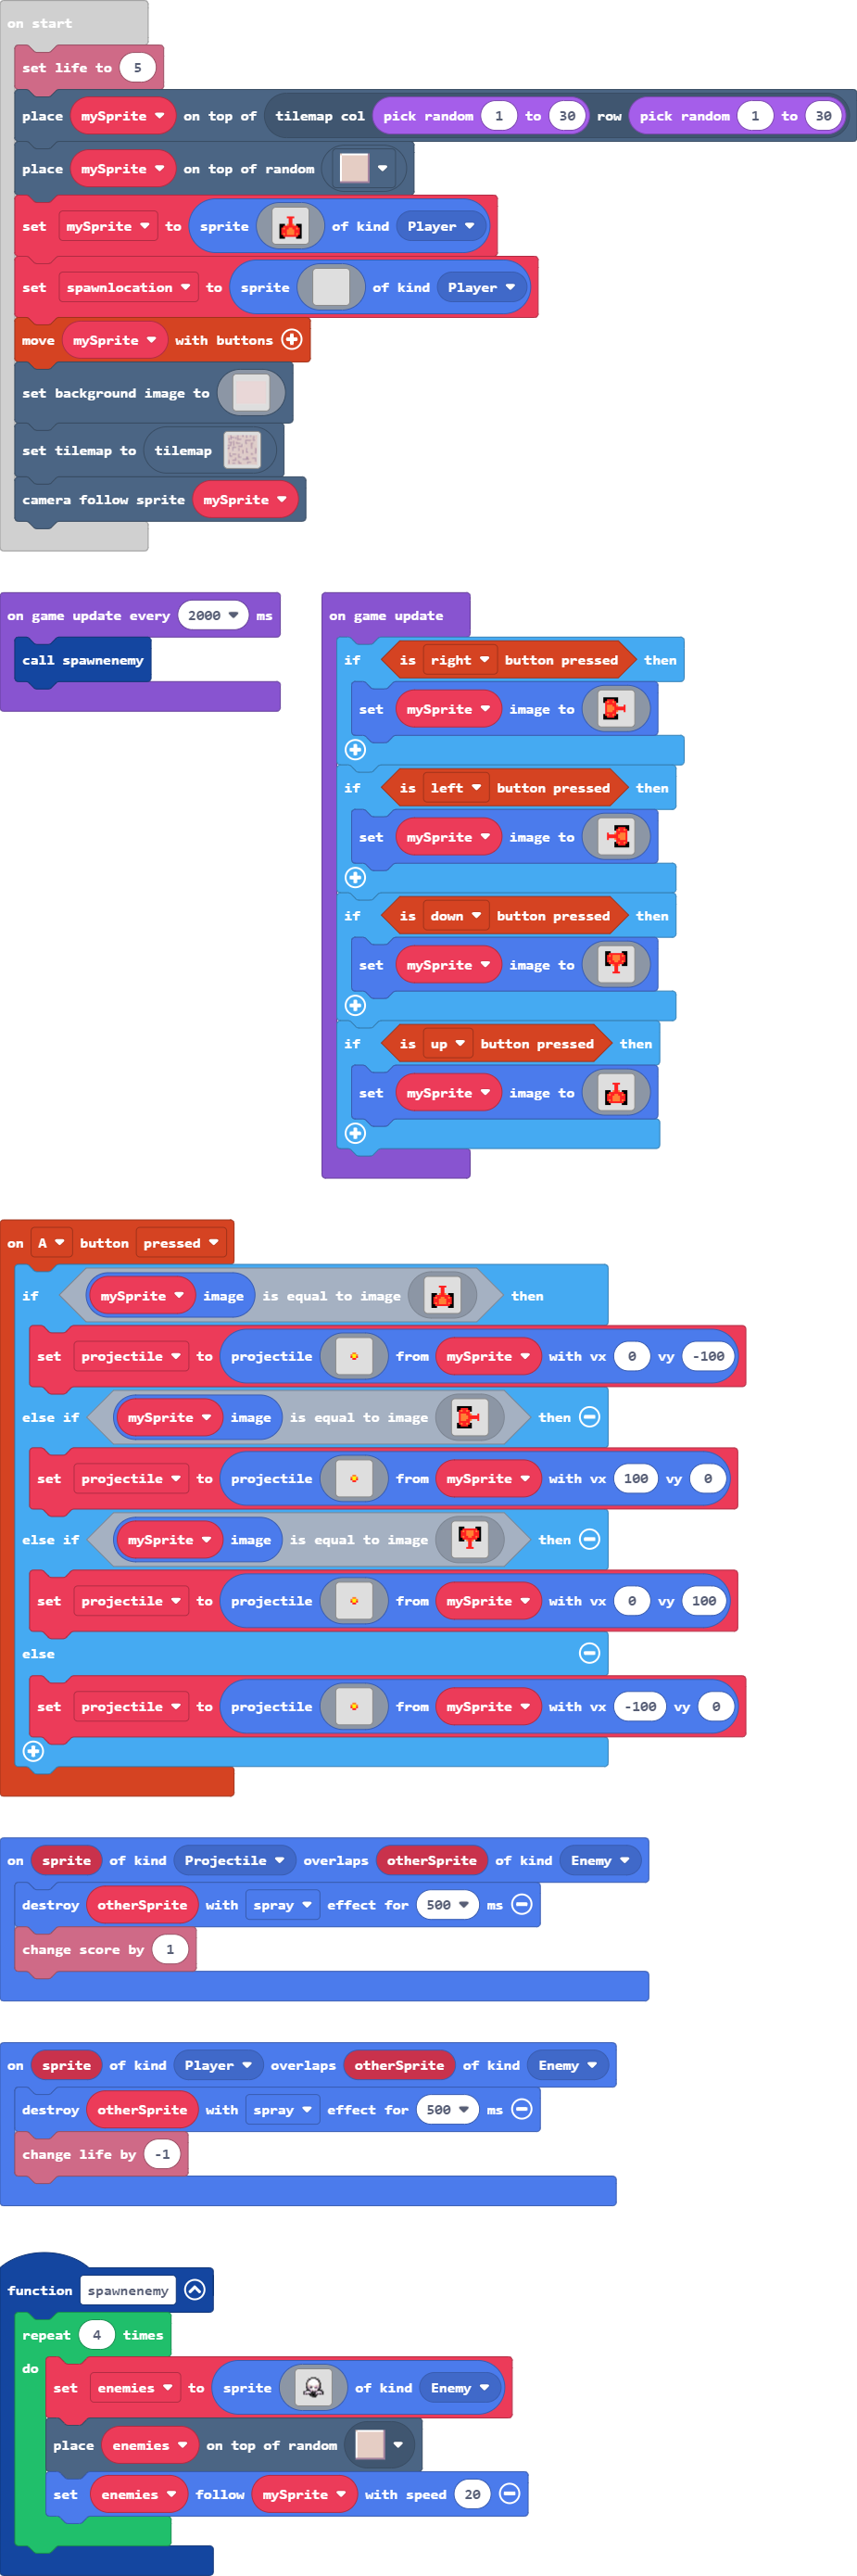 on start
set life to 5
place mySprite on top of tilemap col pick random 1 to 30 row pick random 1 to 30
place mySprite on top of random
set mySprite to sprite of kind Player
set spawnlocation to sprite of kind Player
move mySprite with buttons
set background image to
set tilemap to tilemap
camera follow sprite mySprite
on game update every 2000 ms
call spawnenemy
on game update
if is right button pressed then
set mySprite image to
if is left button pressed then
set mySprite image to
if is down button pressed then
set mySprite image to
if is up button pressed then
set mySprite image to
on A button pressed
if mySprite image is equal to image then
set projectile to projectile from mySprite with vx 0 vy -100
else if mySprite image is equal to image then
set projectile to projectile from mySprite with vx 100 vy 0
else if mySprite image is equal to image then
set projectile to projectile from mySprite with vx 0 vy 100
else
set projectile to projectile from mySprite with vx -100 vy 0
on sprite of kind Projectile overlaps otherSprite of kind Enemy
destroy otherSprite with spray effect for 500 ms
change score by 1
on sprite of kind Player overlaps otherSprite of kind Enemy
destroy otherSprite with spray effect for 500 ms
change life by -1
function spawnenemy
repeat 4 times
do
set enemies to sprite of kind Enemy
place enemies on top of random
set enemies follow mySprite with speed 20